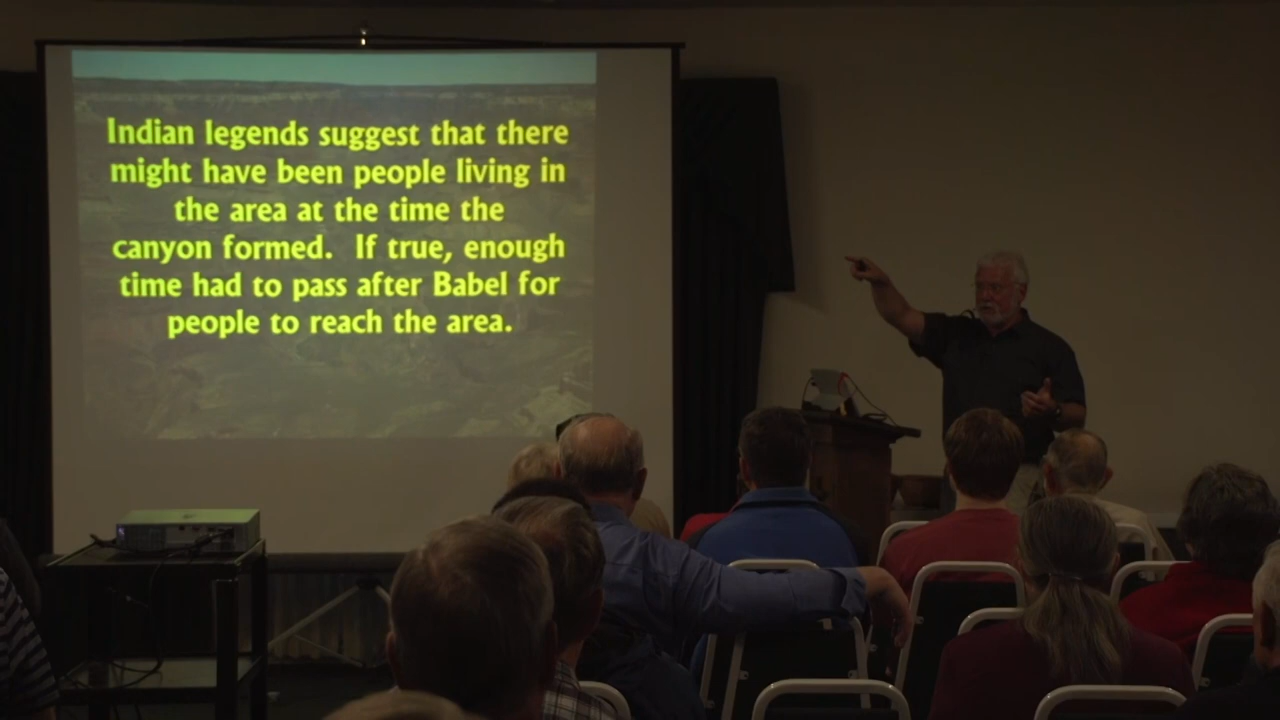 Indian legends suggest that there
might have been people living in
the area at the time the
canyon formed. If true, enough
time had to pass after Babel for
people to reach the area.